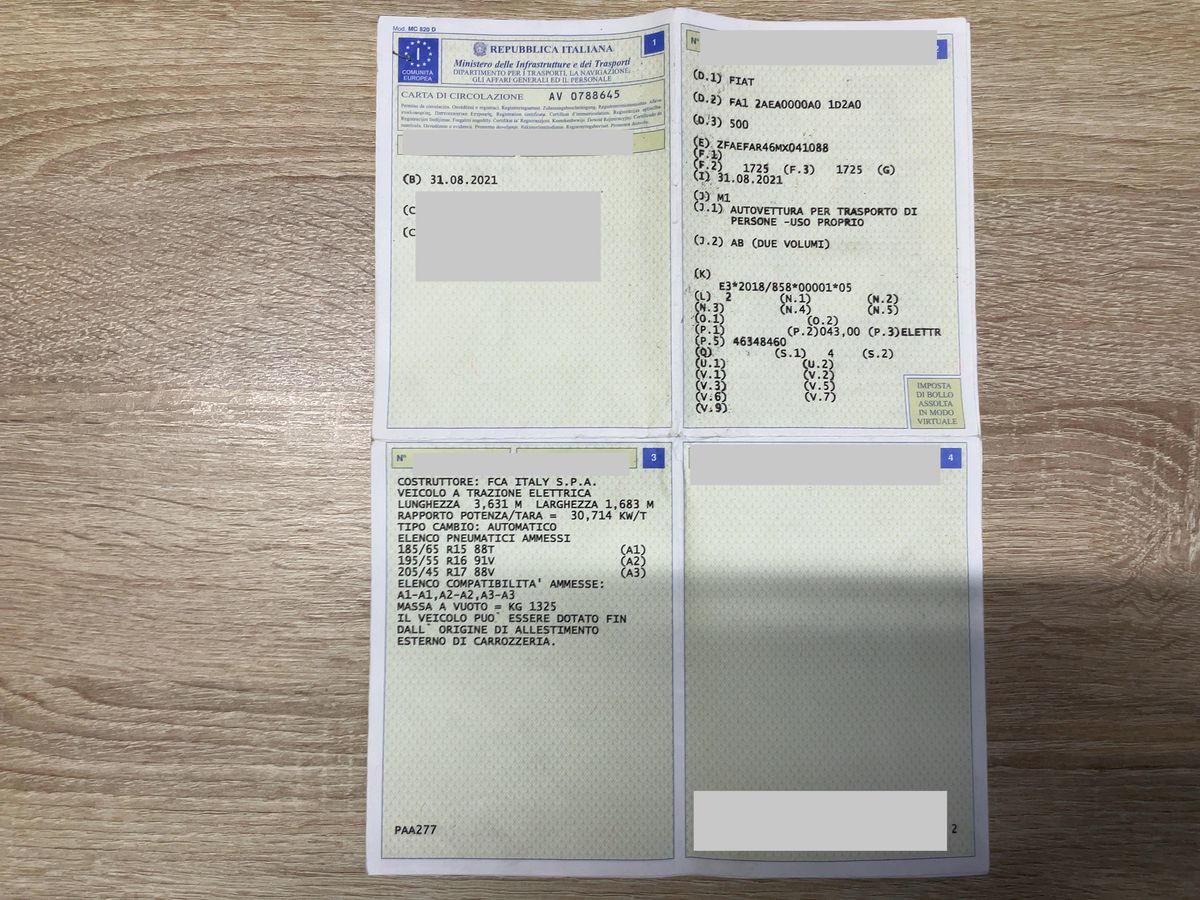 Mod. MC 820 D
I
COMUNITÀ
EUROPEA
REPUBBLICA ITALIANA
1
Ministero delle Infrastrutture e dei Trasporti
DIPARTIMENTO PER I TRASPORTI, LA NAVIGAZIONE,
GLI AFFARI GENERALI ED IL PERSONALE
CARTA DI CIRCOLAZIONE AV 0788645
(B) 31.08.2021
(C
(C
N°
(D.1) FIAT
(D.2) FA1 2AEA0000A0 1D2A0
(D.3) 500
(E) ZFAEFAR46MX041088
(F.1)
(F.2) 1725 (F.3) 1725 (G)
(I) 31.08.2021
(J) M1
(J.1) AUTOVETTURA PER TRASPORTO DI
PERSONE -USO PROPRIO
(J.2) AB (DUE VOLUMI)
(K)
E3*2018/858*00001*05
(L) 2 (N.1) (N.2)
(N.3) (N.4) (N.5)
(O.1) (O.2)
(P.1) (P.2)043,00 (P.3)ELETTR
(P.5) 46348460
(Q) (S.1) 4 (S.2)
(U.1) (U.2)
(V.1) (V.2)
(V.3) (V.5)
(V.6) (V.7)
(V.9)
IMPOSTA
DI BOLLO
ASSOLTA
IN MODO
VIRTUALE
N°
3
COSTRUTTORE: FCA ITALY S.P.A.
VEICOLO A TRAZIONE ELETTRICA
LUNGHEZZA 3,631 M LARGHEZZA 1,683 M
RAPPORTO POTENZA/TARA = 30,714 KW/T
TIPO CAMBIO: AUTOMATICO
ELENCO PNEUMATICI AMMESSI
185/65 R15 88T (A1)
195/55 R16 91V (A2)
205/45 R17 88V (A3)
ELENCO COMPATIBILITA' AMMESSE:
A1-A1,A2-A2,A3-A3
MASSA A VUOTO = KG 1325
IL VEICOLO PUO` ESSERE DOTATO FIN
DALL` ORIGINE DI ALLESTIMENTO
ESTERNO DI CARROZZERIA.
PAA277
4
2